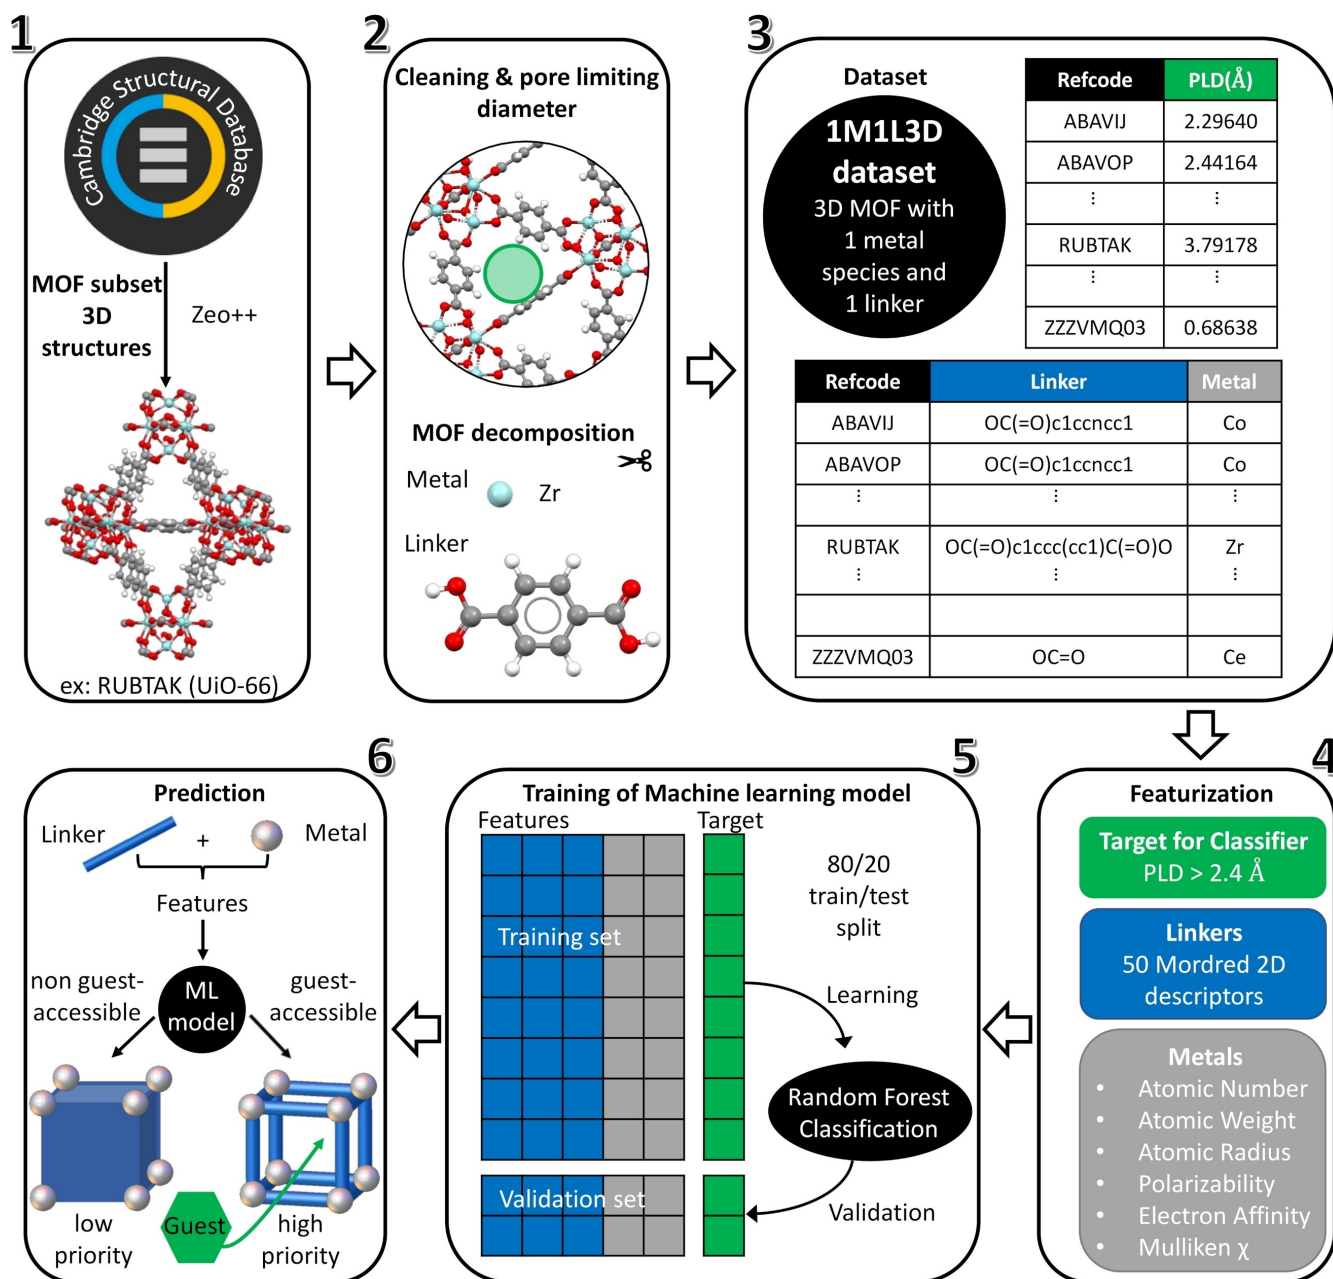 1
Cambridge Structural Database
MOF subset
3D
structures
Zeo++
ex: RUBTAK (UiO-66)
2
Cleaning & pore limiting
diameter
MOF decomposition
Metal
Zr
Linker
3
Dataset
1M1L3D
dataset
3D MOF with
1 metal
species and
1 linker
Refcode PLD(Å)
ABAVIJ 2.29640
ABAVOP 2.44164
⋮ ⋮
RUBTAK 3.79178
⋮ ⋮
ZZZVMQ03 0.68638
Refcode Linker Metal
ABAVIJ OC(=O)c1ccncc1 Co
ABAVOP OC(=O)c1ccncc1 Co
⋮ ⋮ ⋮
RUBTAK OC(=O)c1ccc(cc1)C(=O)O Zr
⋮ ⋮ ⋮
ZZZVMQ03 OC=O Ce
4
Featurization
Target for Classifier
PLD > 2.4 Å
Linkers
50 Mordred 2D
descriptors
Metals
• Atomic Number
• Atomic Weight
• Atomic Radius
• Polarizability
• Electron Affinity
• Mulliken χ
5
Training of Machine learning model
Features
Target
Training set
80/20
train/test
split
Learning
Random Forest
Classification
Validation
Validation set
6
Prediction
Linker + Metal
Features
non guest-
accessible
ML
model
guest-
accessible
low
priority
Guest
high
priority